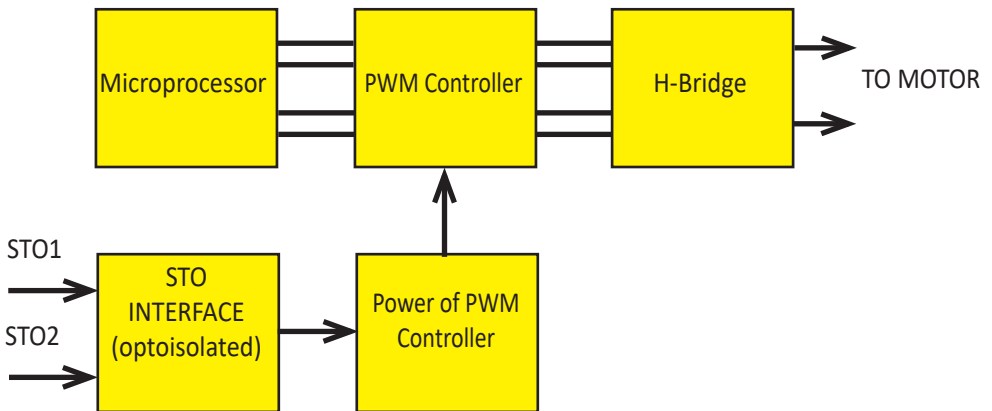 Microprocessor
PWM Controller
H-Bridge
TO MOTOR
STO1
STO2
STO
INTERFACE
(optoisolated)
Power of PWM
Controller